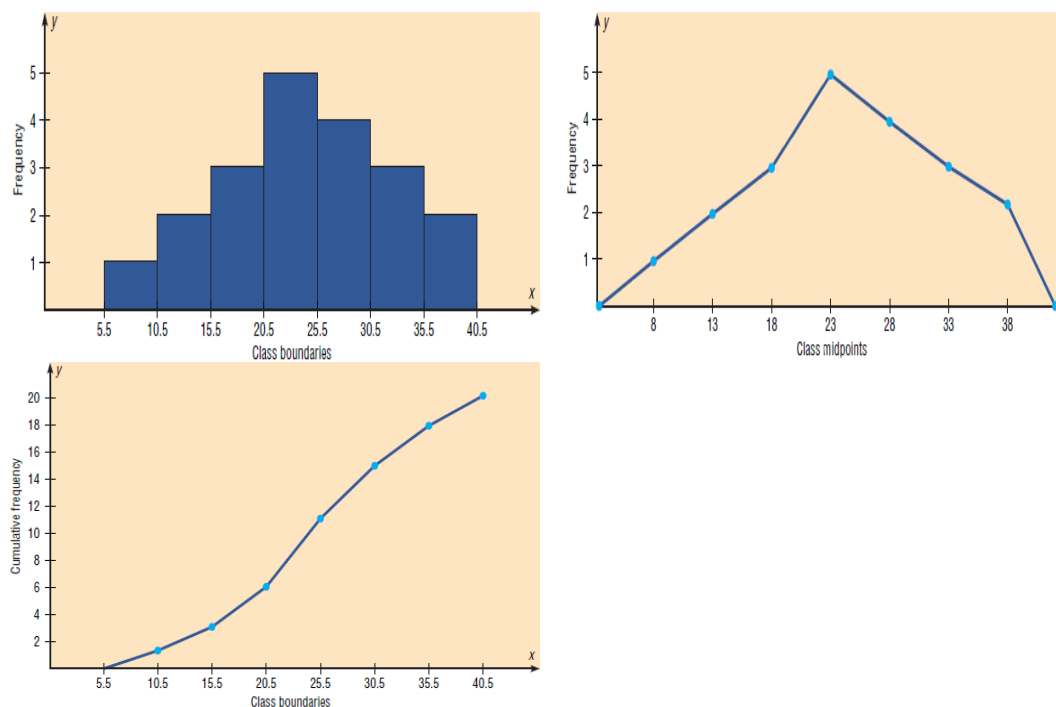 y
Frequency
5
4
3
2
1
x
5.5 10.5 15.5 20.5 25.5 30.5 35.5 40.5
Class boundaries
y
Frequency
5
4
3
2
1
8 13 18 23 28 33 38
Class midpoints
y
Cumulative frequency
20
18
16
14
12
10
8
6
4
2
x
5.5 10.5 15.5 20.5 25.5 30.5 35.5 40.5
Class boundaries